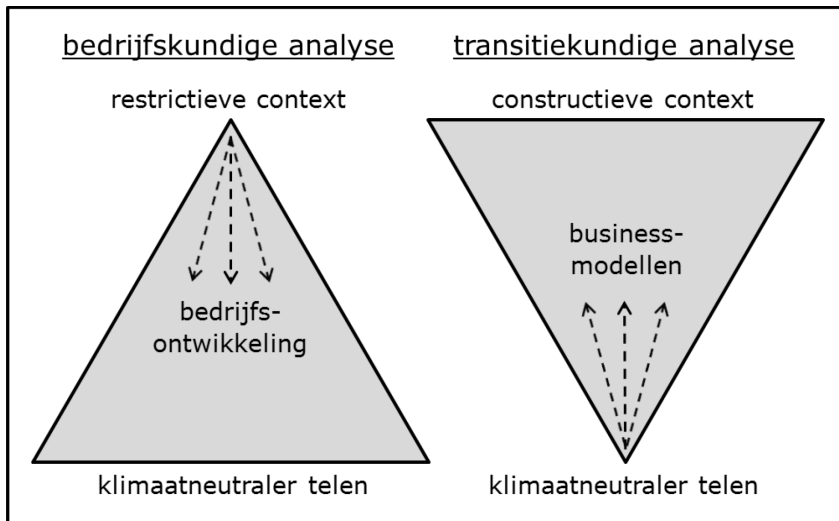 bedrijfskundige analyse
restrictieve context
bedrijfs-
ontwikkeling
klimaatneutraler telen
transitiekundige analyse
constructieve context
business-
modellen
klimaatneutraler telen